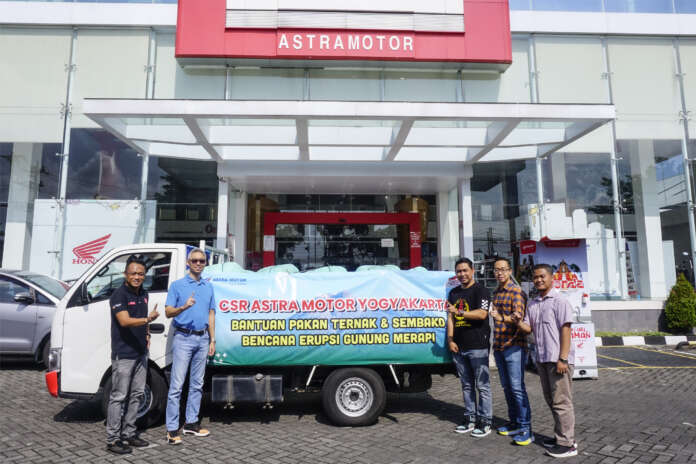 ASTRAMOTOR
HONDA
CSR ASTRA MOTOR YOGYAKARTA
BANTUAN PAKAN TERNAK & SEMBAKO
BENCANA ERUPSI GUNUNG MERAPI